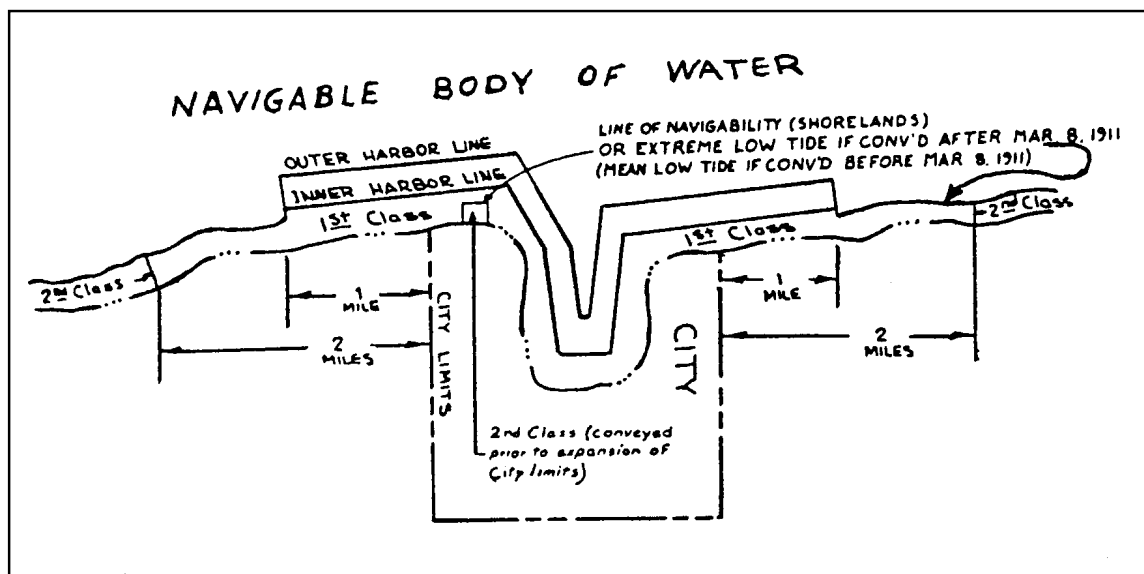 NAVIGABLE BODY OF WATER
LINE OF NAVIGABILITY (SHORELANDS)
OR EXTREME LOW TIDE IF CONV'D AFTER MAR 8, 1911
(MEAN LOW TIDE IF CONV'D BEFORE MAR 8, 1911)
OUTER HARBOR LINE
INNER HARBOR LINE
1st Class
1st Class
2nd Class
2nd Class
1
MILE
1
MILE
2
MILES
2
MILES
CITY LIMITS
CITY
2nd Class (conveyed
prior to expansion of
City limits)